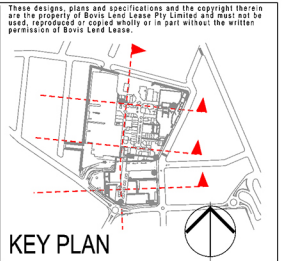 These designs, plans and specifications and the copyright therein
are the property of Bovis Lend Lease Pty Limited and must not be
used, reproduced or copied wholly or in part without the written
permission of Bovis Lend Lease.
KEY PLAN